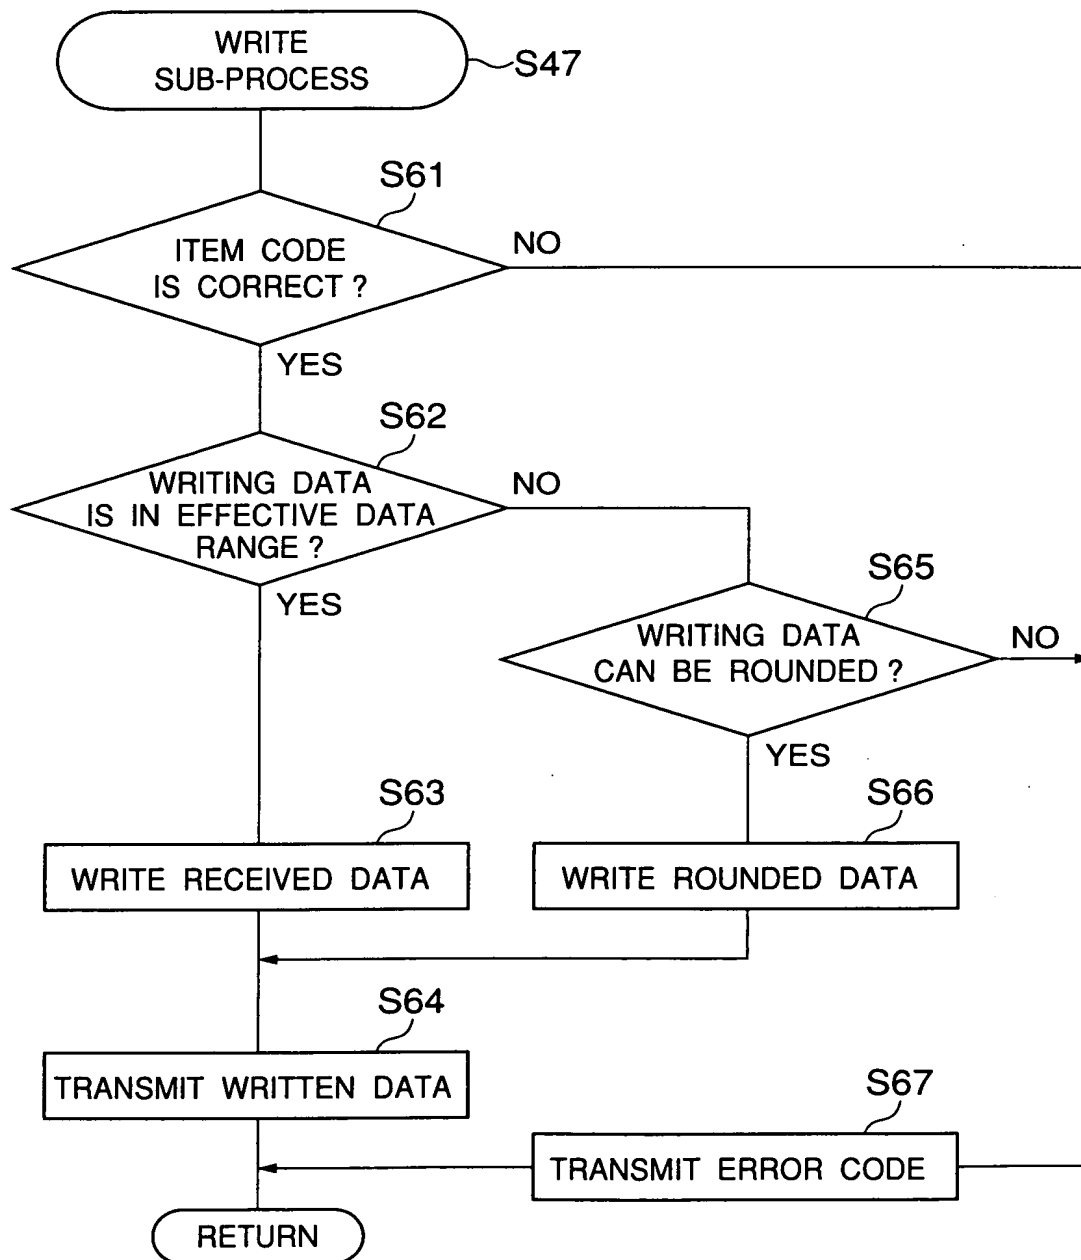 WRITE
SUB-PROCESS
S47
S61
ITEM CODE
IS CORRECT ?
NO
YES
S62
WRITING DATA
IS IN EFFECTIVE DATA
RANGE ?
NO
YES
S65
WRITING DATA
CAN BE ROUNDED ?
NO
YES
S63
WRITE RECEIVED DATA
S66
WRITE ROUNDED DATA
S64
TRANSMIT WRITTEN DATA
S67
TRANSMIT ERROR CODE
RETURN